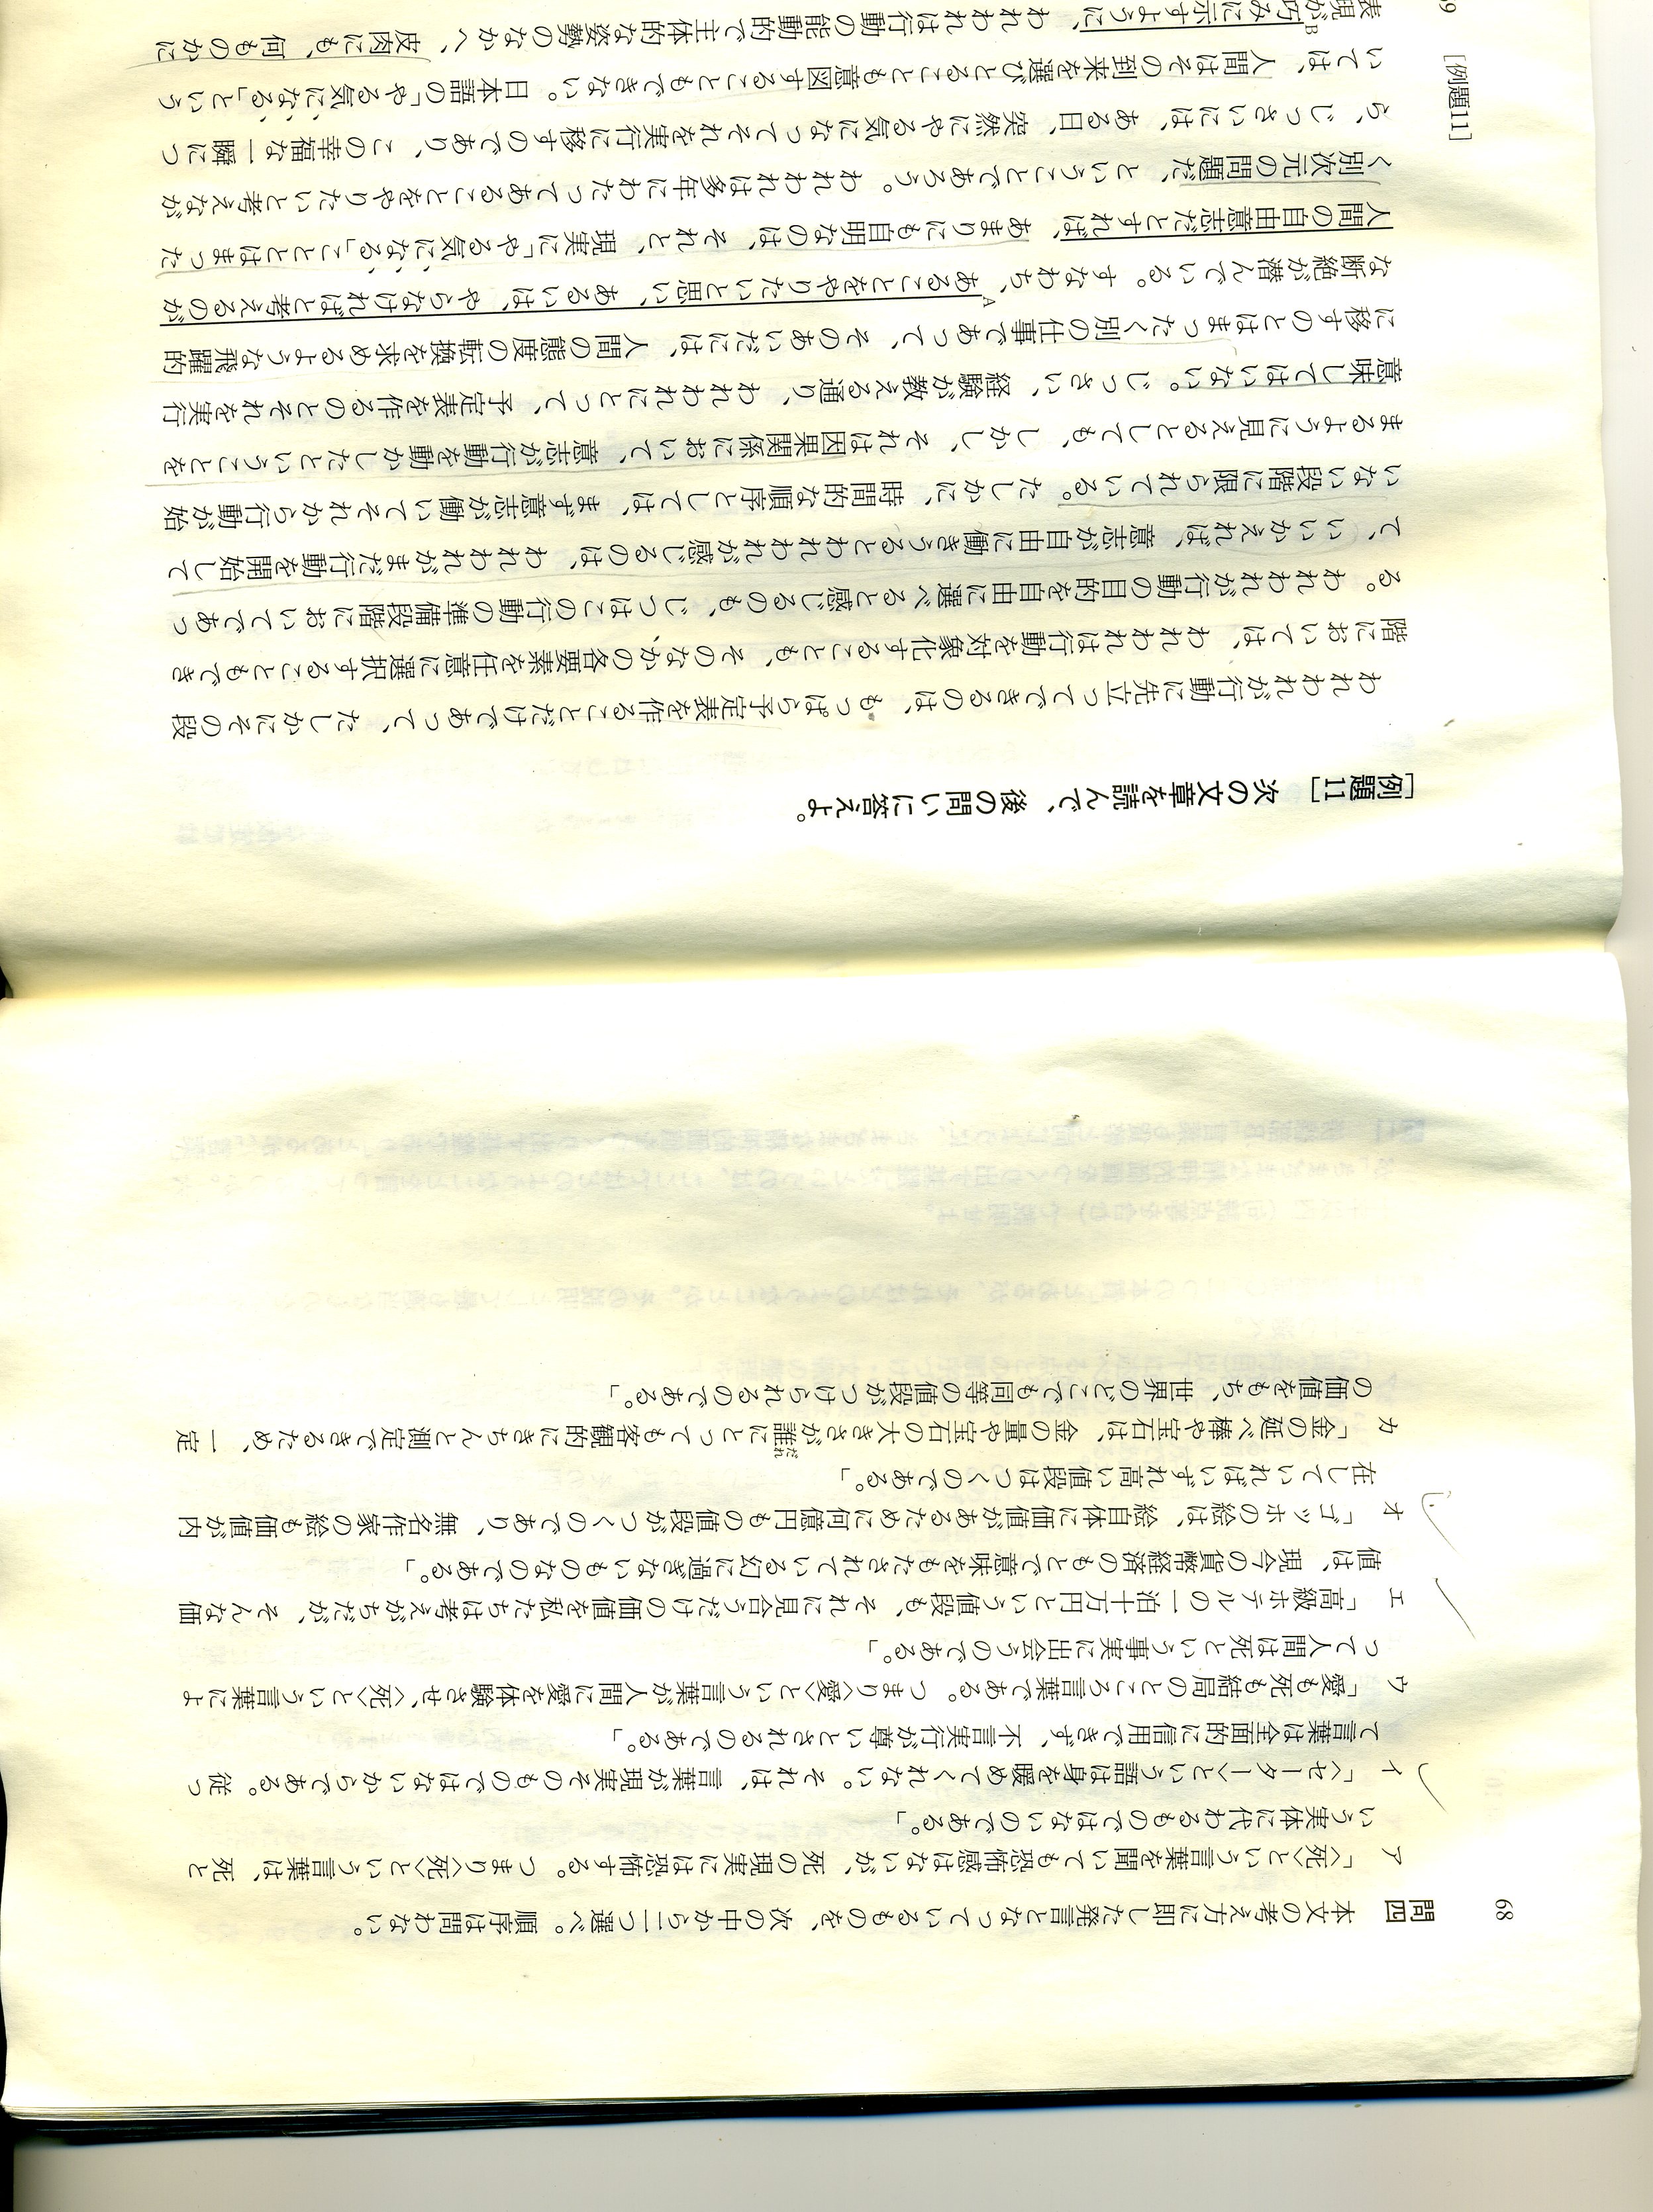 68
問四　本文の考え方に即した発言となっているものを、次の中から二つ選べ。順序は問わない。
ア　「〈死〉という言葉を聞いても恐怖感はないが、死の現実には恐怖する。つまり〈死〉という言葉は、死と
いう実体に代わるものではないのである。」
イ　「〈セーター〉という語は身を暖めてくれない。それは、言葉が現実そのものではないからである。従っ
て言葉は全面的に信用できず、不言実行が尊いとされるのである。」
ウ　「愛も死も結局のところ言葉である。つまり〈愛〉という言葉が人間に愛を体験させ、〈死〉という言葉によ
って人間は死という事実に出会うのである。」
エ　「高級ホテルの一泊十万円という値段も、それに見合うだけの価値を私たちは考えがちだが、そんな価
値は、現今の貨幣経済のもとで意味をもたされている幻に過ぎないものなのである。」
オ　「ゴッホの絵は、絵自体に価値があるために何億円もの値段がつくのであり、無名作家の絵も価値が内
在していればいずれ高い値段はつくのである。」
カ　「金の延べ棒や宝石は、金の量や宝石の大きさが誰にとっても客観的にきちんと測定できるため、一定
だれ
の価値をもち、世界のどこでも同等の値段がつけられるのである。」
［例題11］　次の文章を読んで、後の問いに答えよ。
われわれが行動に先立ってできるのは、もっぱら予定表を作ることだけであって、たしかにその段
階においては、われわれは行動を対象化することも、そのなかの各要素を任意に選択することもでき
る。われわれが行動の目的を自由に選べると感じるのも、じつはこの行動の準備段階においてであっ
て、いいかえれば、意志が自由に働きうるとわれわれが感じるのは、われわれがまだ行動を開始して
いない段階に限られている。たしかに、時間的な順序としては、まず意志が働いてそれから行動が始
まるように見えるとしても、しかし、それは因果関係において、意志が行動を動かしたということを
意味してはいない。じっさい、経験が教える通り、われわれにとって、予定表を作るのとそれを実行
に移すのとはまったく別の仕事であって、そのあいだには、人間の態度の転換を求めるような飛躍的
な断絶が潜んでいる。すなわち、あることをやりたいと思い、あるいは、やらなければと考えるのが
A
人間の自由意志だとすれば、あまりにも自明なのは、それと、現実に「やる気になる」こととはまった
く別次元の問題だ、ということであろう。われわれは多年にわたってあることをやりたいと考えなが
ら、じっさいには、ある日、突然にやる気になってそれを実行に移すのであり、この幸福な一瞬につ
いては、人間はその到来を選びとることも意図することもできない。日本語の「やる気になる」という
表現が巧みに示すように、われわれは行動の能動的で主体的な姿勢のなかへ、皮肉にも、何ものかに
B
［例題11］